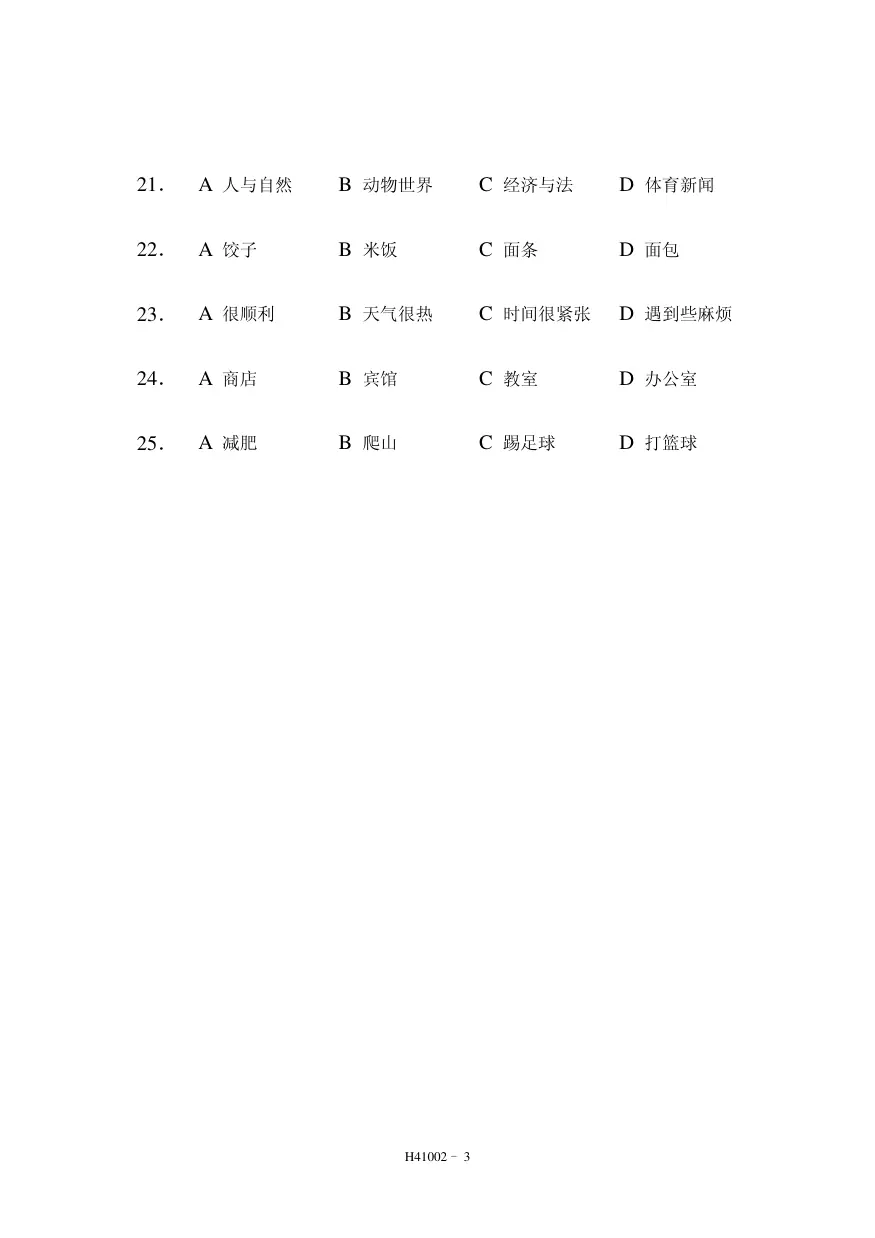 21． A 人与自然 B 动物世界 C 经济与法 D 体育新闻
22． A 饺子 B 米饭 C 面条 D 面包
23． A 很顺利 B 天气很热 C 时间很紧张 D 遇到些麻烦
24． A 商店 B 宾馆 C 教室 D 办公室
25． A 减肥 B 爬山 C 踢足球 D 打篮球
H41002 – 3